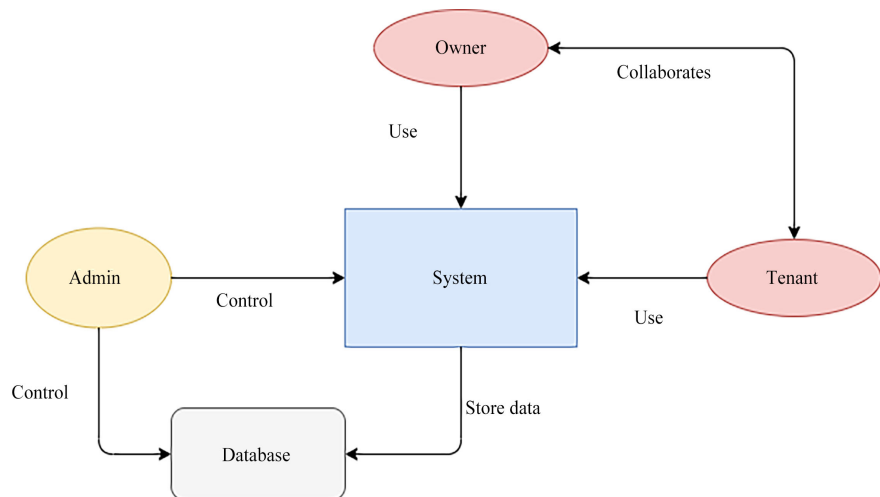 Owner
Collaborates
Use
Admin
System
Tenant
Control
Use
Control
Store data
Database